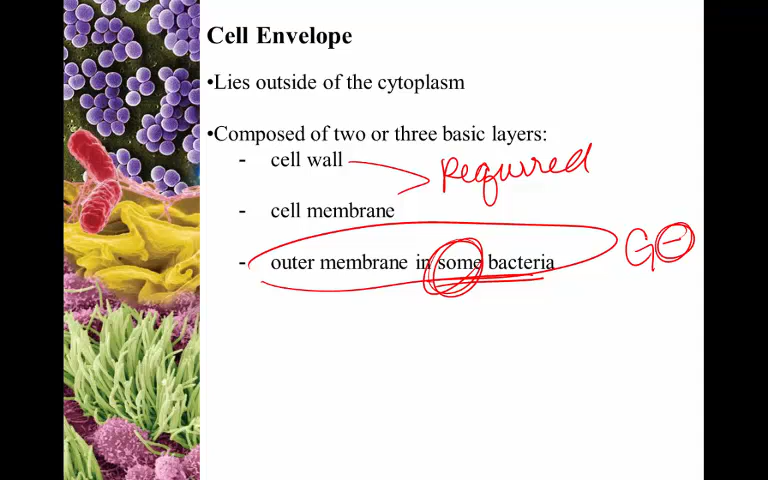 Cell Envelope
•Lies outside of the cytoplasm
•Composed of two or three basic layers:
- cell wall
Required
- cell membrane
- outer membrane in some bacteria
G-